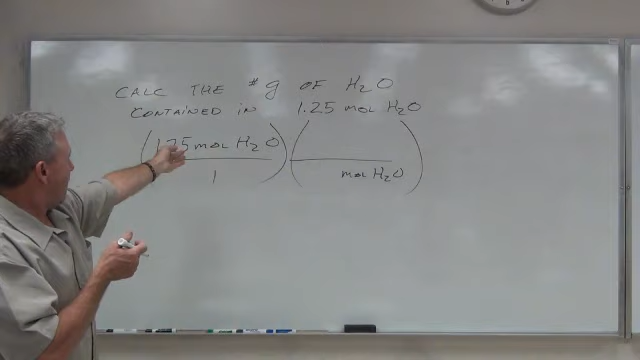 CALC THE # g OF H2O
CONTAINED IN 1.25 mol H2O
(1.25 mol H2O) (
1 mol H2O)